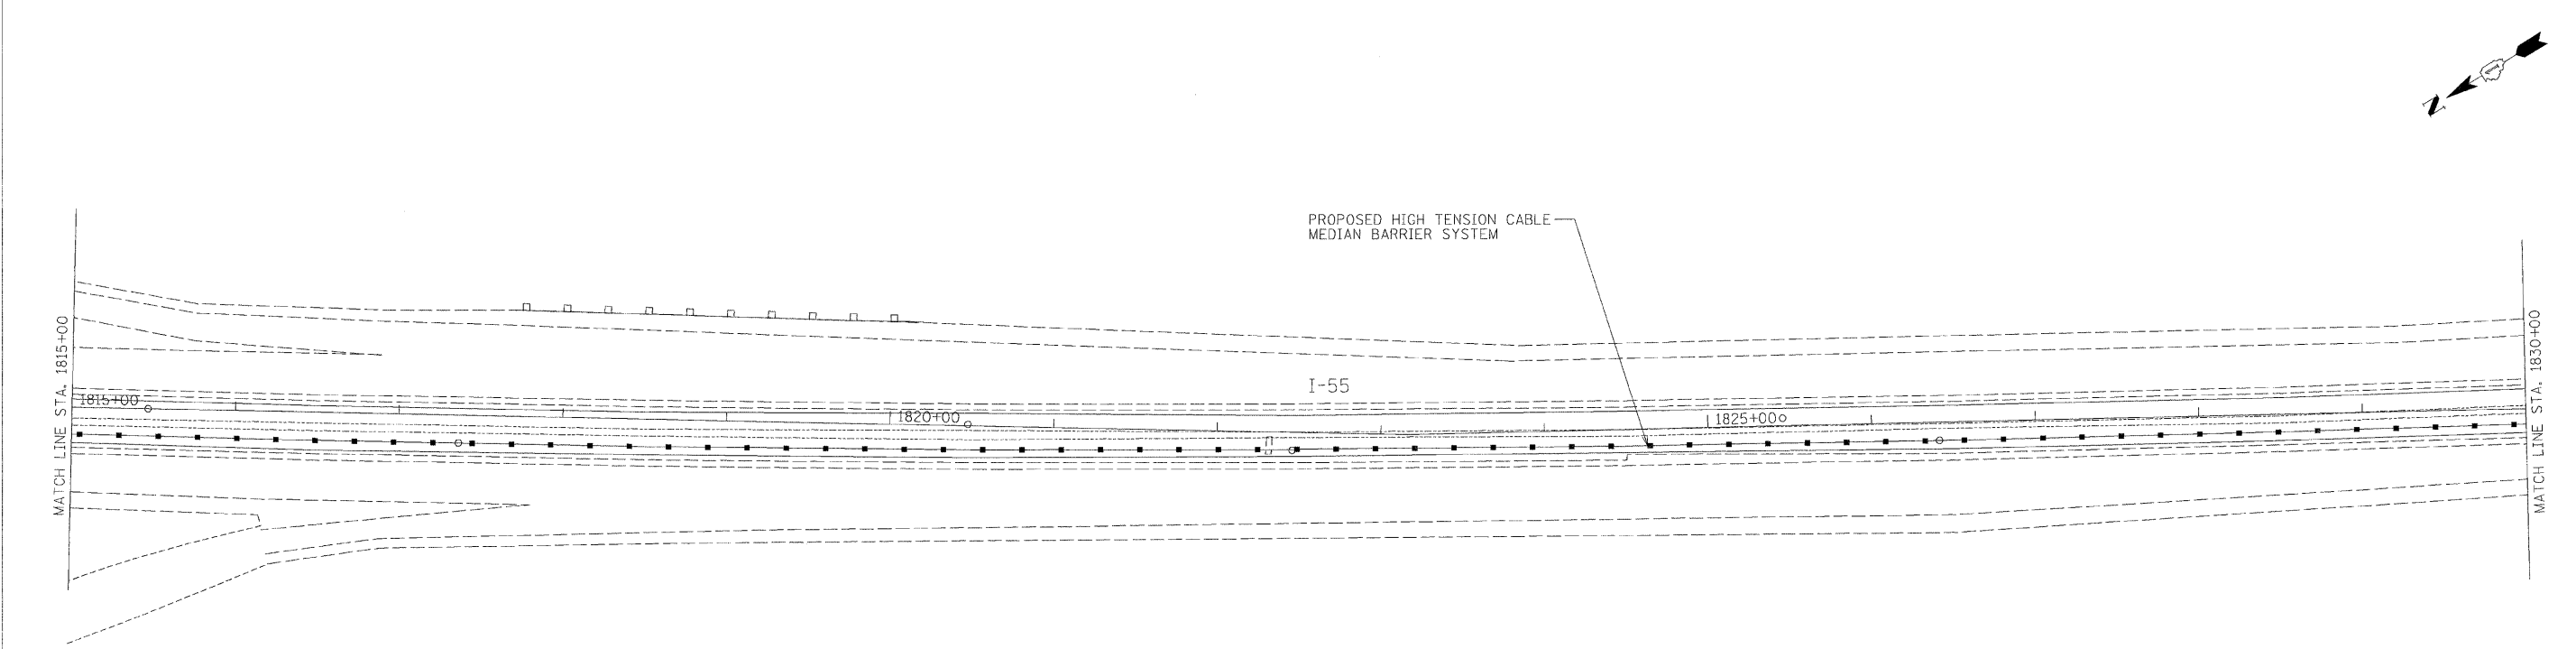 N
PROPOSED HIGH TENSION CABLE
MEDIAN BARRIER SYSTEM
MATCH LINE STA. 1815+00
MATCH LINE STA. 1830+00
I-55
1815+00
1820+00
1825+00